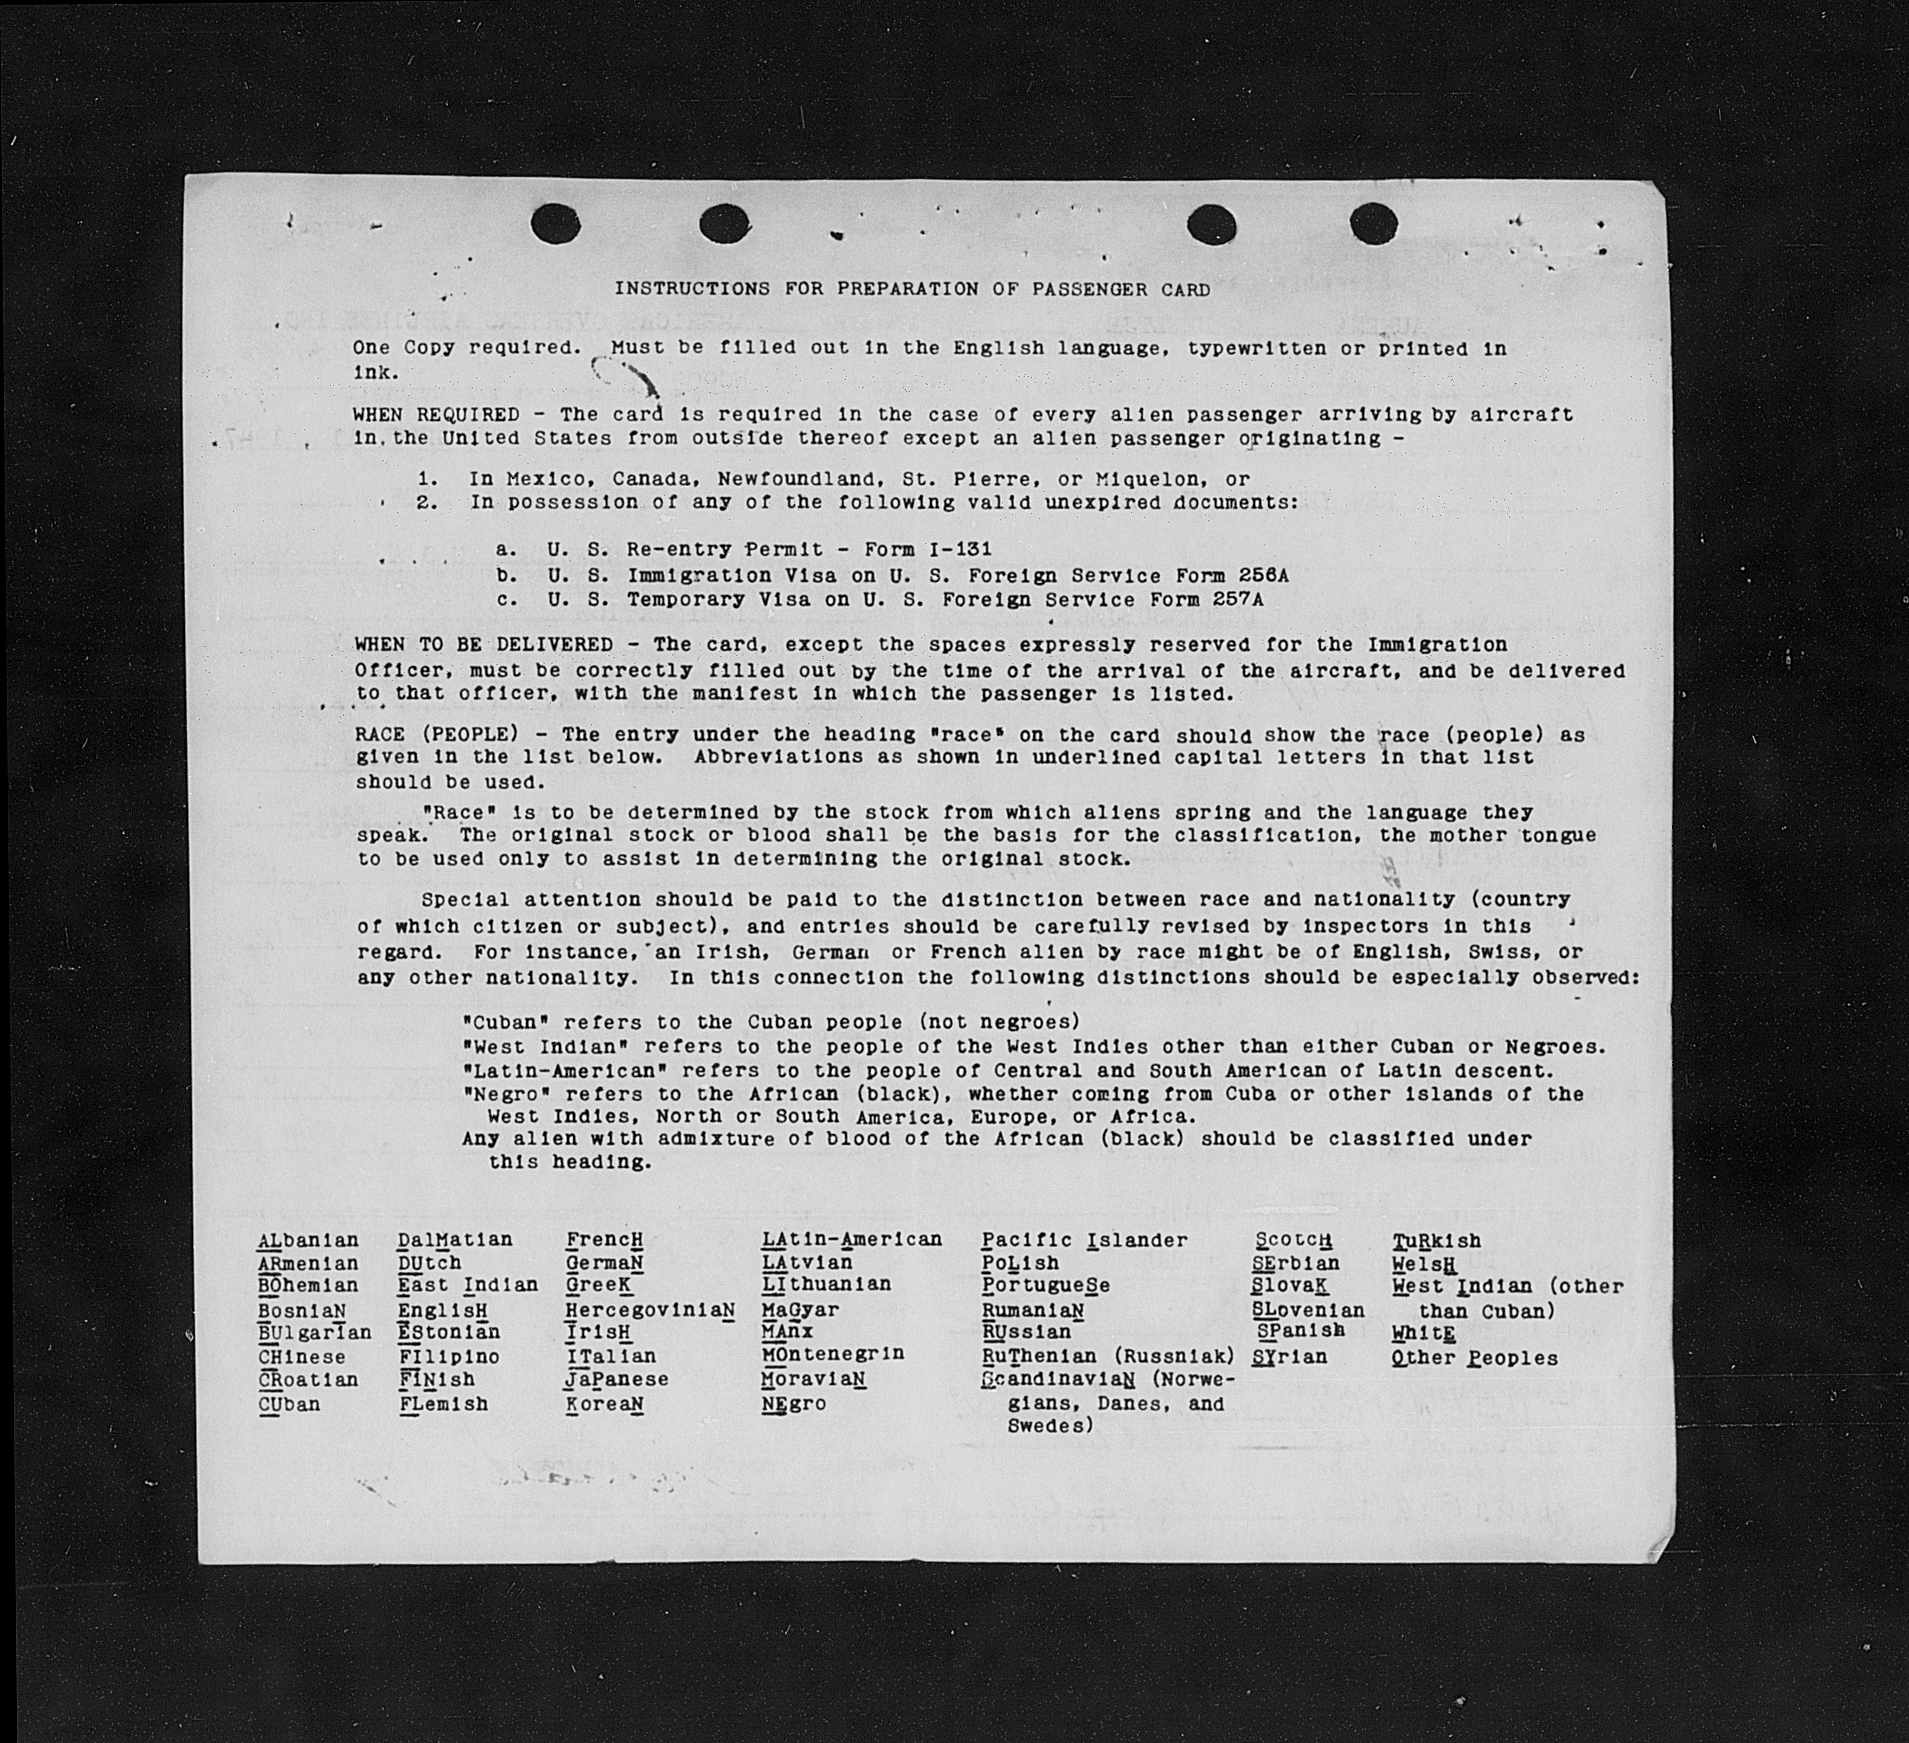 INSTRUCTIONS FOR PREPARATION OF PASSENGER CARD
One Copy required. Must be filled out in the English language, typewritten or printed in
ink.
WHEN REQUIRED - The card is required in the case of every alien passenger arriving by aircraft
in the United States from outside thereof except an alien passenger originating -
1. In Mexico, Canada, Newfoundland, St. Pierre, or Miquelon, or
2. In possession of any of the following valid unexpired documents:
a. U. S. Re-entry Permit - Form I-131
b. U. S. Immigration Visa on U. S. Foreign Service Form 256A
c. U. S. Temporary Visa on U. S. Foreign Service Form 257A
WHEN TO BE DELIVERED - The card, except the spaces expressly reserved for the Immigration
Officer, must be correctly filled out by the time of the arrival of the aircraft, and be delivered
to that officer, with the manifest in which the passenger is listed.
RACE (PEOPLE) - The entry under the heading "race" on the card should show the race (people) as
given in the list below. Abbreviations as shown in underlined capital letters in that list
should be used.
"Race" is to be determined by the stock from which aliens spring and the language they
speak. The original stock or blood shall be the basis for the classification, the mother tongue
to be used only to assist in determining the original stock.
Special attention should be paid to the distinction between race and nationality (country
of which citizen or subject), and entries should be carefully revised by inspectors in this
regard. For instance, an Irish, German or French alien by race might be of English, Swiss, or
any other nationality. In this connection the following distinctions should be especially observed:
"Cuban" refers to the Cuban people (not negroes)
"West Indian" refers to the people of the West Indies other than either Cuban or Negroes.
"Latin-American" refers to the people of Central and South American of Latin descent.
"Negro" refers to the African (black), whether coming from Cuba or other islands of the
West Indies, North or South America, Europe, or Africa.
Any alien with admixture of blood of the African (black) should be classified under
this heading.
ALbanian DalMatian FrencH LAtin-American Pacific Islander ScotcH TuRkish
ARmenian DUtch GermaN LAtvian PoLish SErbian WelsH
BOhemian East Indian GreeK LIthuanian PortugueSe SlovaK West Indian (other
BosniaN EnglisH HercegoviniaN MaGyar RumaniaN SLovenian than Cuban)
BUlgarIan EStonian IrisH MAnx RUssian SPanish WhitE
CHinese FIlipino ITalian MOntenegrin RuThenian (Russniak) SYrian Other Peoples
CRoatian FINish JaPanese MoraviaN ScandinaviaN (Norwe-
CUban FLemish KoreaN NEgro gians, Danes, and
Swedes)